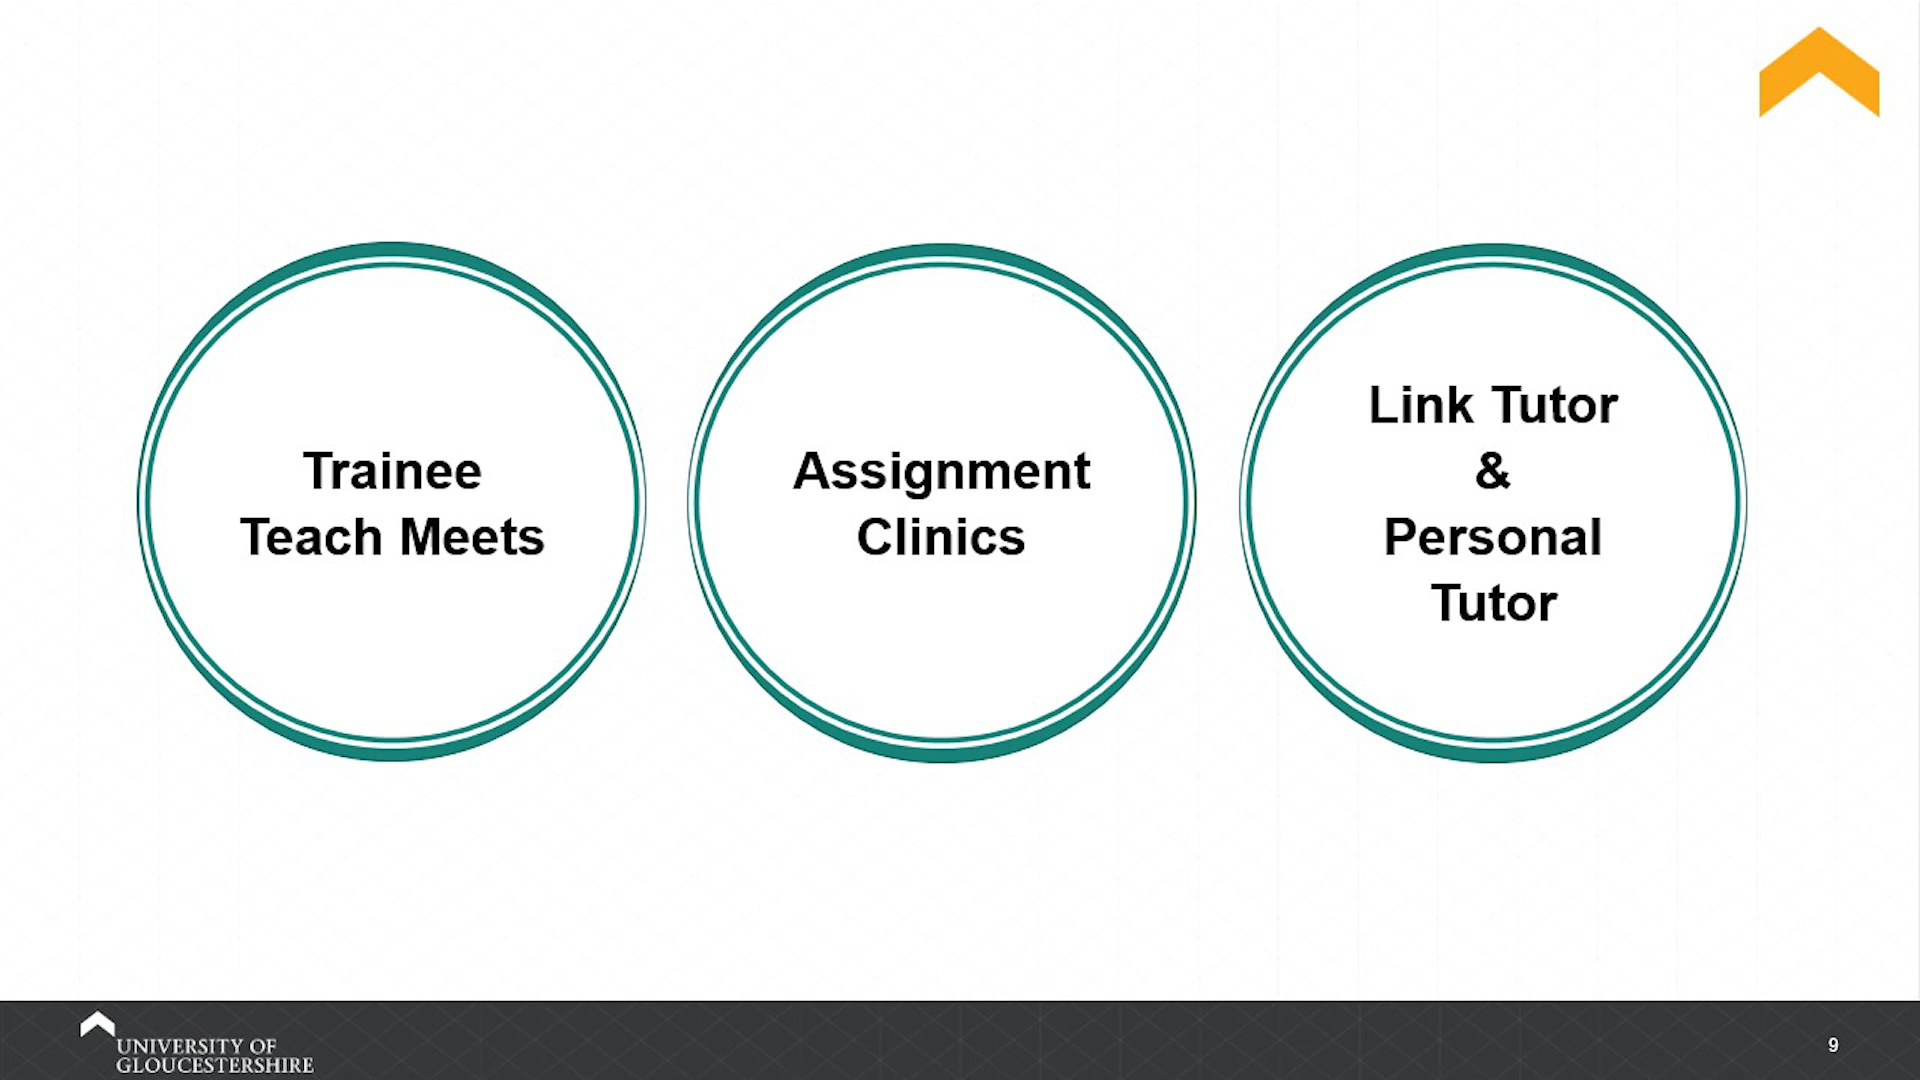 Trainee
Teach Meets
Assignment
Clinics
Link Tutor
&
Personal
Tutor
UNIVERSITY OF
GLOUCESTERSHIRE
9